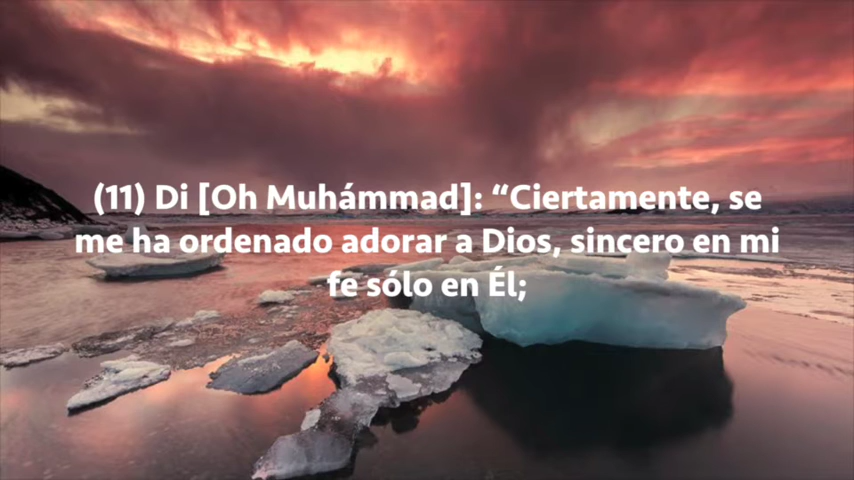 (11) Di [Oh Muhámmad]: “Ciertamente, se
me ha ordenado adorar a Dios, sincero en mi
fe sólo en Él;